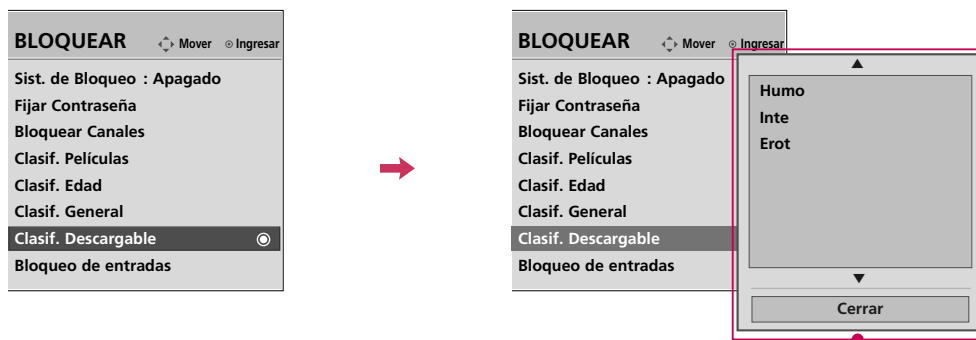 BLOQUEAR Mover Ingresar
Sist. de Bloqueo : Apagado
Fijar Contraseña
Bloquear Canales
Clasif. Películas
Clasif. Edad
Clasif. General
Clasif. Descargable
Bloqueo de entradas
BLOQUEAR Mover Ingresar
Sist. de Bloqueo : Apagado
Fijar Contraseña
Bloquear Canales
Clasif. Películas
Clasif. Edad
Clasif. General
Clasif. Descargable
Bloqueo de entradas
Humo
Inte
Erot
Cerrar